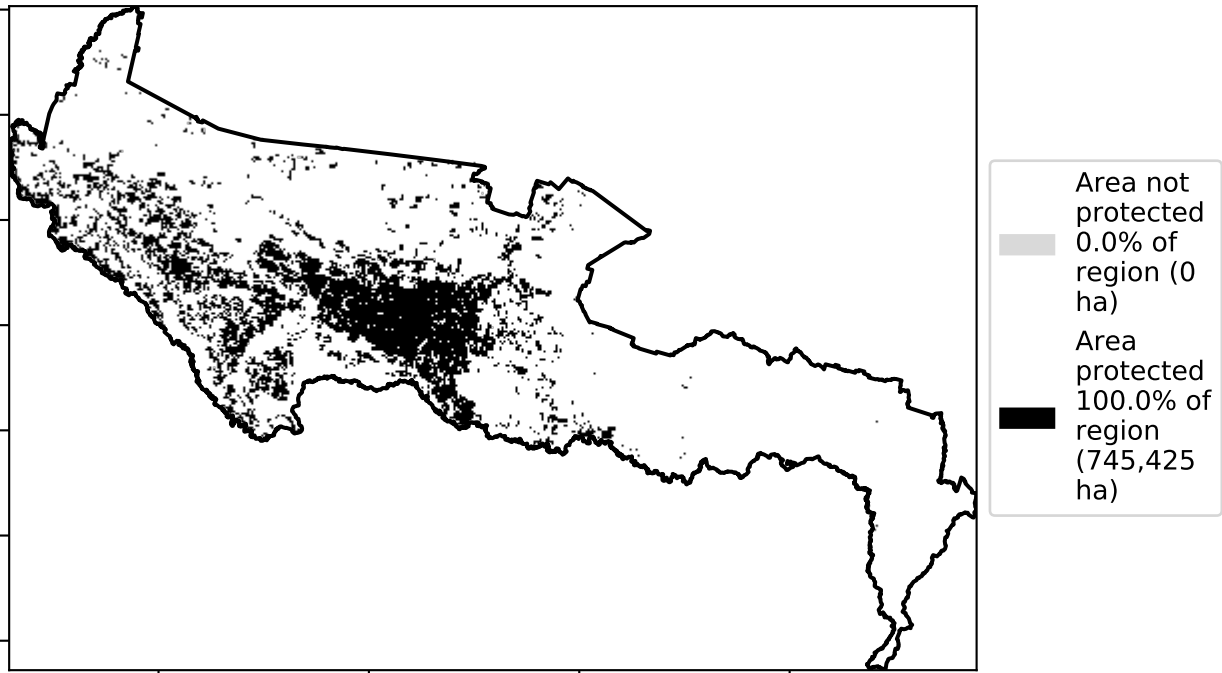 Area not
protected
0.0% of
region (0
ha)
Area
protected
100.0% of
region
(745,425
ha)